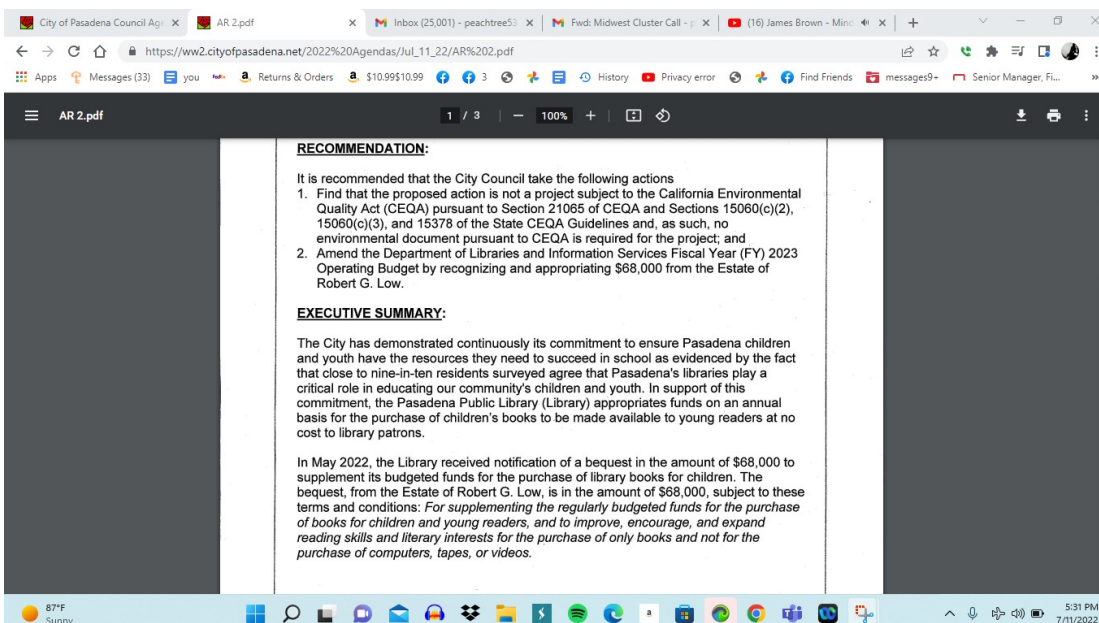 City of Pasadena Council Age
AR 2.pdf
Inbox (25,001) - peachtree53
Fwd: Midwest Cluster Call - p
(16) James Brown - Mind
https://ww2.cityofpasadena.net/2022%20Agendas/Jul_11_22/AR%202.pdf
Apps
Messages (33)
you
Returns & Orders
$10.99$10.99
3
History
Privacy error
Find Friends
messages9+
Senior Manager, Fi...
AR 2.pdf
1 / 3
100%
RECOMMENDATION:
It is recommended that the City Council take the following actions
1. Find that the proposed action is not a project subject to the California Environmental
Quality Act (CEQA) pursuant to Section 21065 of CEQA and Sections 15060(c)(2),
15060(c)(3), and 15378 of the State CEQA Guidelines and, as such, no
environmental document pursuant to CEQA is required for the project; and
2. Amend the Department of Libraries and Information Services Fiscal Year (FY) 2023
Operating Budget by recognizing and appropriating $68,000 from the Estate of
Robert G. Low.
EXECUTIVE SUMMARY:
The City has demonstrated continuously its commitment to ensure Pasadena children
and youth have the resources they need to succeed in school as evidenced by the fact
that close to nine-in-ten residents surveyed agree that Pasadena's libraries play a
critical role in educating our community's children and youth. In support of this
commitment, the Pasadena Public Library (Library) appropriates funds on an annual
basis for the purchase of children's books to be made available to young readers at no
cost to library patrons.
In May 2022, the Library received notification of a bequest in the amount of $68,000 to
supplement its budgeted funds for the purchase of library books for children. The
bequest, from the Estate of Robert G. Low, is in the amount of $68,000, subject to these
terms and conditions: For supplementing the regularly budgeted funds for the purchase
of books for children and young readers, and to improve, encourage, and expand
reading skills and literary interests for the purchase of only books and not for the
purchase of computers, tapes, or videos.
87°F
Sunny
5:31 PM
7/11/2022